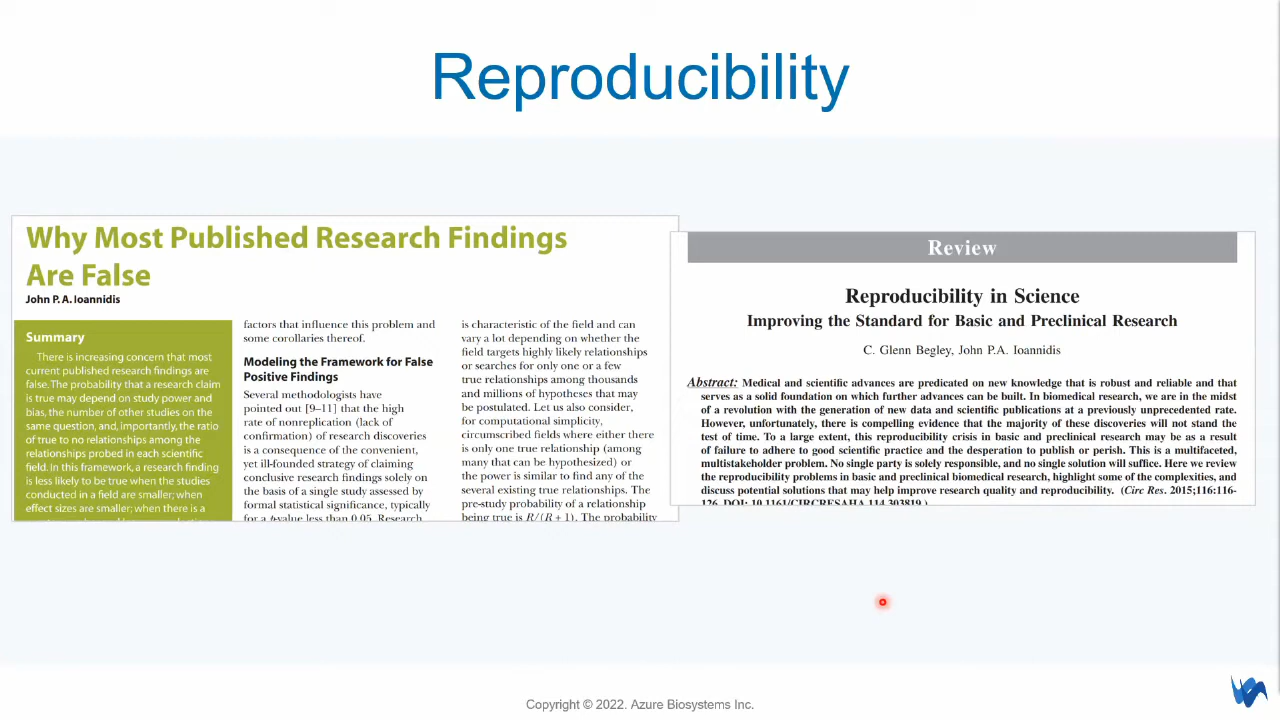 Reproducibility
Why Most Published Research Findings
Are False
John P. A. Ioannidis
Summary
There is increasing concern that most
current published research findings are
false. The probability that a research claim
is true may depend on study power and
bias, the number of other studies on the
same question, and, importantly, the ratio
of true to no relationships among the
relationships probed in each scientific
field. In this framework, a research finding
is less likely to be true when the studies
conducted in a field are smaller; when
effect sizes are smaller; when there is a
factors that influence this problem and
some corollaries thereof.
Modeling the Framework for False
Positive Findings
Several methodologists have
pointed out [9–11] that the high
rate of nonreplication (lack of
confirmation) of research discoveries
is a consequence of the convenient,
yet ill-founded strategy of claiming
conclusive research findings solely on
the basis of a single study assessed by
formal statistical significance, typically
for a p-value less than 0.05. Research
is characteristic of the field and can
vary a lot depending on whether the
field targets highly likely relationships
or searches for only one or a few
true relationships among thousands
and millions of hypotheses that may
be postulated. Let us also consider,
for computational simplicity,
circumscribed fields where either there
is only one true relationship (among
many that can be hypothesized) or
the power is similar to find any of the
several existing true relationships. The
pre-study probability of a relationship
being true is R/(R + 1). The probability
Review
Reproducibility in Science
Improving the Standard for Basic and Preclinical Research
C. Glenn Begley, John P.A. Ioannidis
Abstract: Medical and scientific advances are predicated on new knowledge that is robust and reliable and that
serves as a solid foundation on which further advances can be built. In biomedical research, we are in the midst
of a revolution with the generation of new data and scientific publications at a previously unprecedented rate.
However, unfortunately, there is compelling evidence that the majority of these discoveries will not stand the
test of time. To a large extent, this reproducibility crisis in basic and preclinical research may be as a result
of failure to adhere to good scientific practice and the desperation to publish or perish. This is a multifaceted,
multistakeholder problem. No single party is solely responsible, and no single solution will suffice. Here we review
the reproducibility problems in basic and preclinical biomedical research, highlight some of the complexities, and
discuss potential solutions that may help improve research quality and reproducibility. (Circ Res. 2015;116:116-
126. DOI: 10.1161/CIRCRESAHA.114.303819.)
Copyright © 2022. Azure Biosystems Inc.